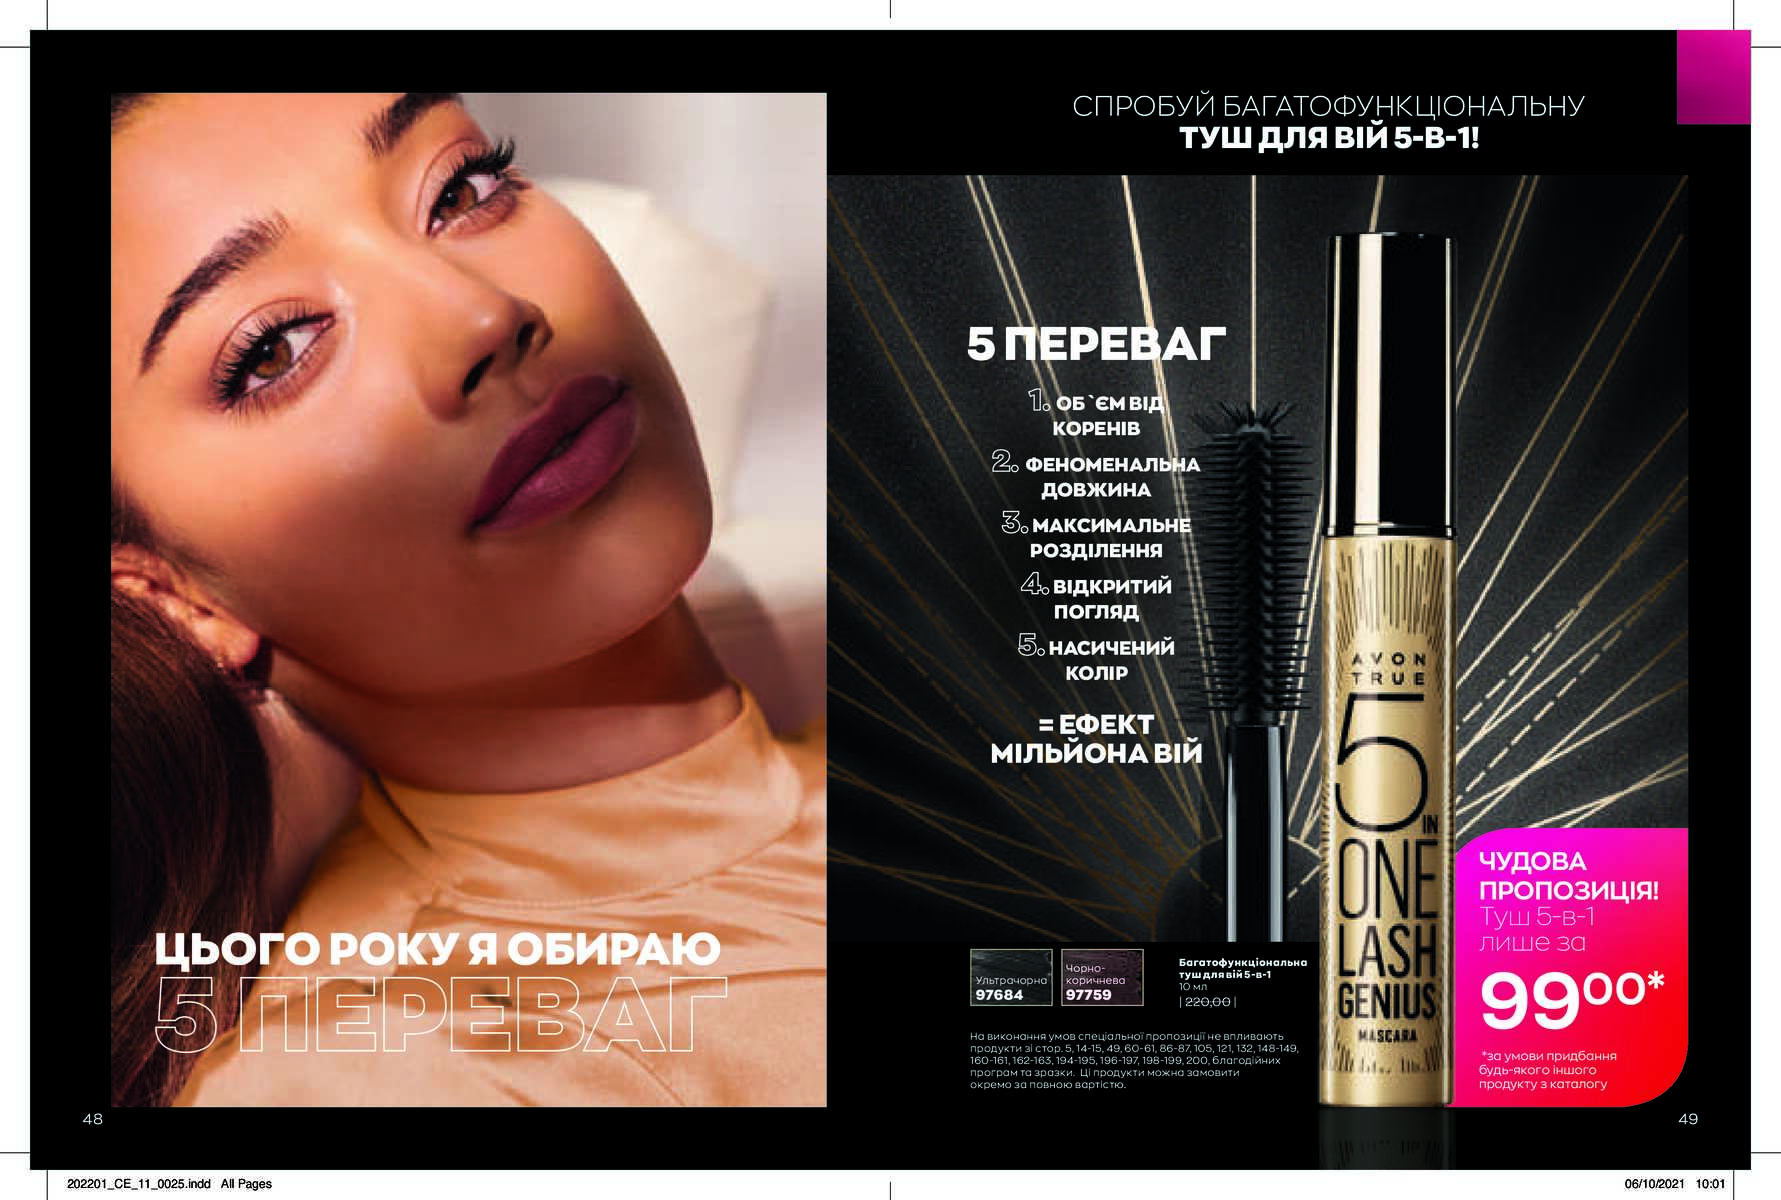 ЦЬОГО РОКУ Я ОБИРАЮ
5 ПЕРЕВАГ
48
СПРОБУЙ БАГАТОФУНКЦІОНАЛЬНУ
ТУШ ДЛЯ ВІЙ 5-В-1!
5 ПЕРЕВАГ
1. ОБ`ЄМ ВІД
КОРЕНІВ
2. ФЕНОМЕНАЛЬНА
ДОВЖИНА
3. МАКСИМАЛЬНЕ
РОЗДІЛЕННЯ
4. ВІДКРИТИЙ
ПОГЛЯД
5. НАСИЧЕНИЙ
КОЛІР
= ЕФЕКТ
МІЛЬЙОНА ВІЙ
AVON
TRUE
5
IN
ONE
LASH
GENIUS
MASCARA
Ультрачорна
97684
Чорно-
коричнева
97759
Багатофункціональна
туш для вій 5-в-1
10 мл
| 220,00 |
На виконання умов спеціальної пропозиції не впливають
продукти зі стор. 5, 14-15, 49, 60-61, 86-87, 105, 121, 132, 148-149,
160-161, 162-163, 194-195, 196-197, 198-199, 200, благодійних
програм та зразки. Ці продукти можна замовити
окремо за повною вартістю.
ЧУДОВА
ПРОПОЗИЦІЯ!
Туш 5-в-1
лише за
9900*
*за умови придбання
будь-якого іншого
продукту з каталогу
49
202201_CE_11_0025.indd All Pages
06/10/2021 10:01